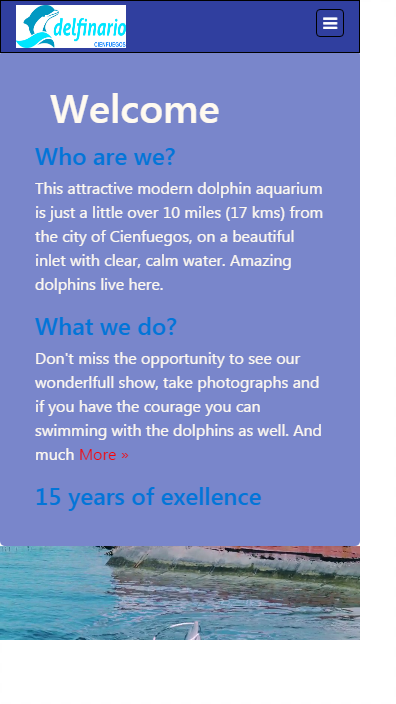 delfinario
CIENFUEGOS
Welcome
Who are we?
This attractive modern dolphin aquarium
is just a little over 10 miles (17 kms) from
the city of Cienfuegos, on a beautiful
inlet with clear, calm water. Amazing
dolphins live here.
What we do?
Don't miss the opportunity to see our
wonderlfull show, take photographs and
if you have the courage you can
swimming with the dolphins as well. And
much More »
15 years of exellence